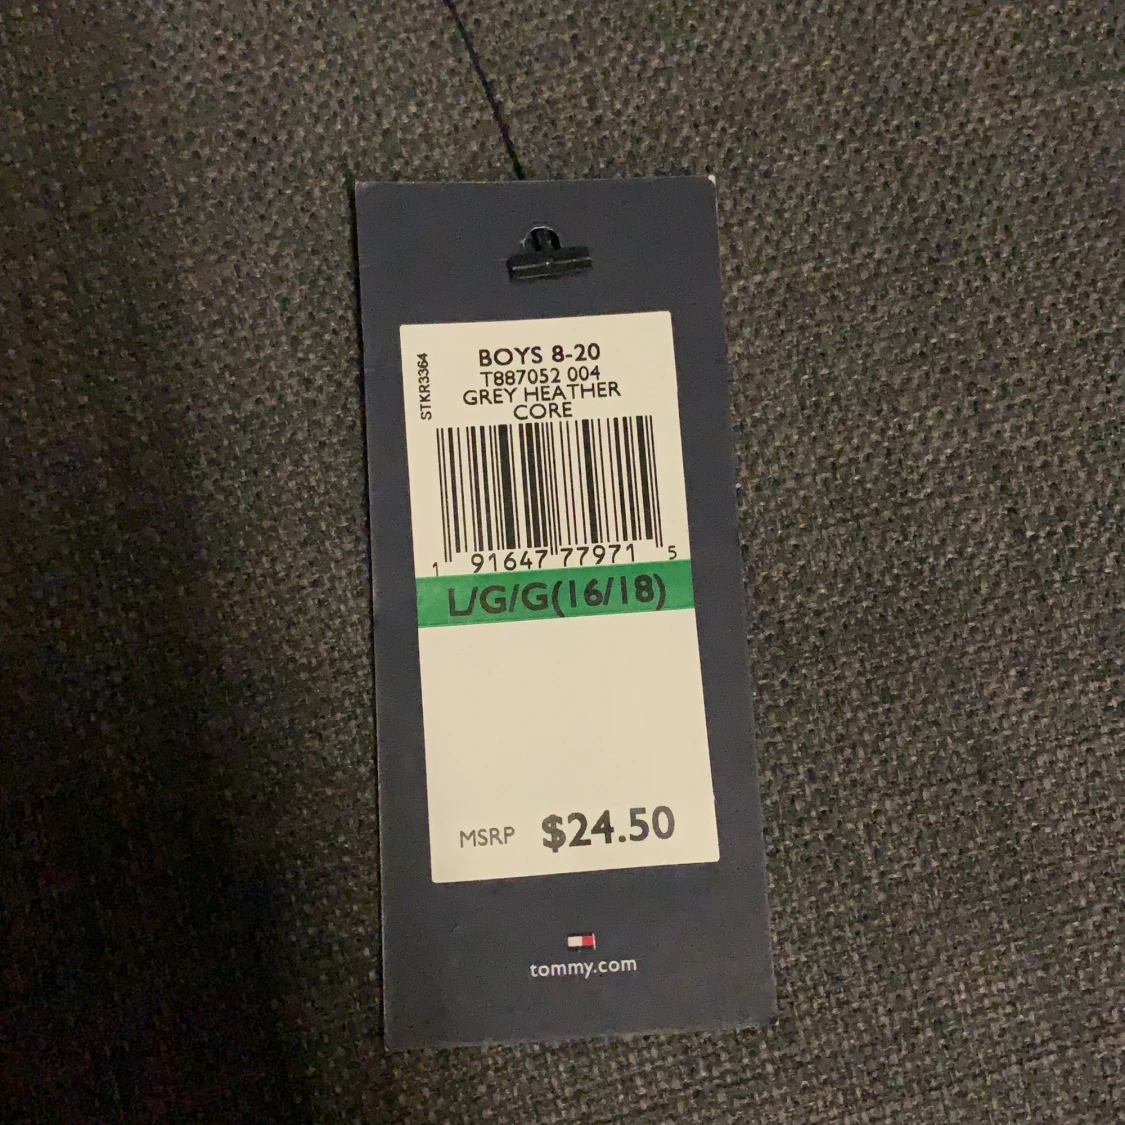 STKR3364
BOYS 8-20
T887052 004
GREY HEATHER
CORE
1 91647 77971 5
L/G/G(16/18)
MSRP $24.50
tommy.com